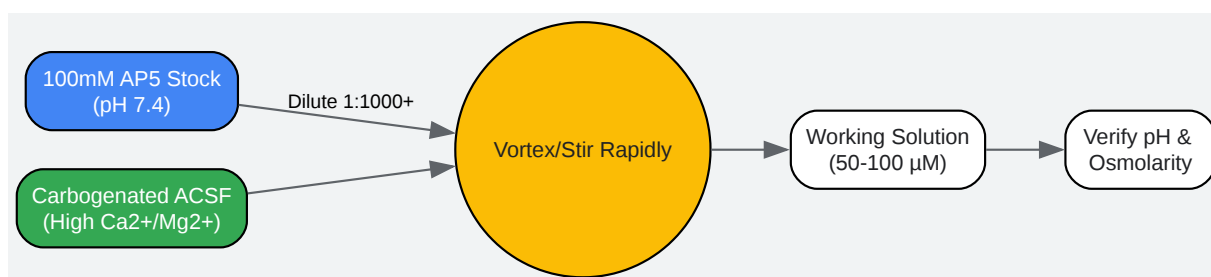 100mM AP5 Stock
(pH 7.4)
Dilute 1:1000+
Carbogenated ACSF
(High Ca2+/Mg2+)
Vortex/Stir Rapidly
Working Solution
(50-100 µM)
Verify pH &
Osmolarity